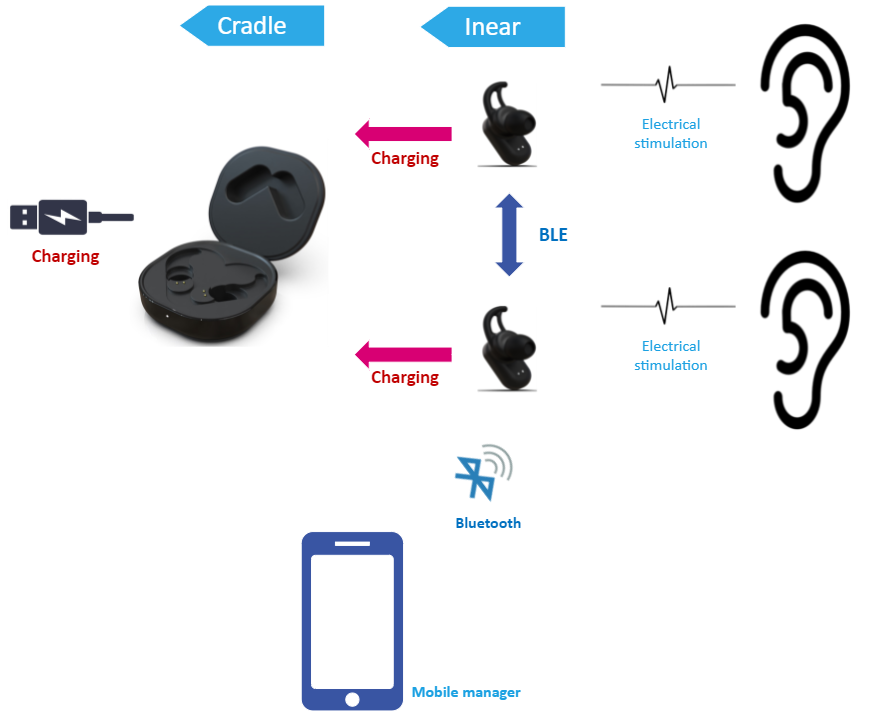 Cradle
Inear
Electrical
stimulation
Charging
BLE
Charging
Electrical
stimulation
Charging
Bluetooth
Mobile manager